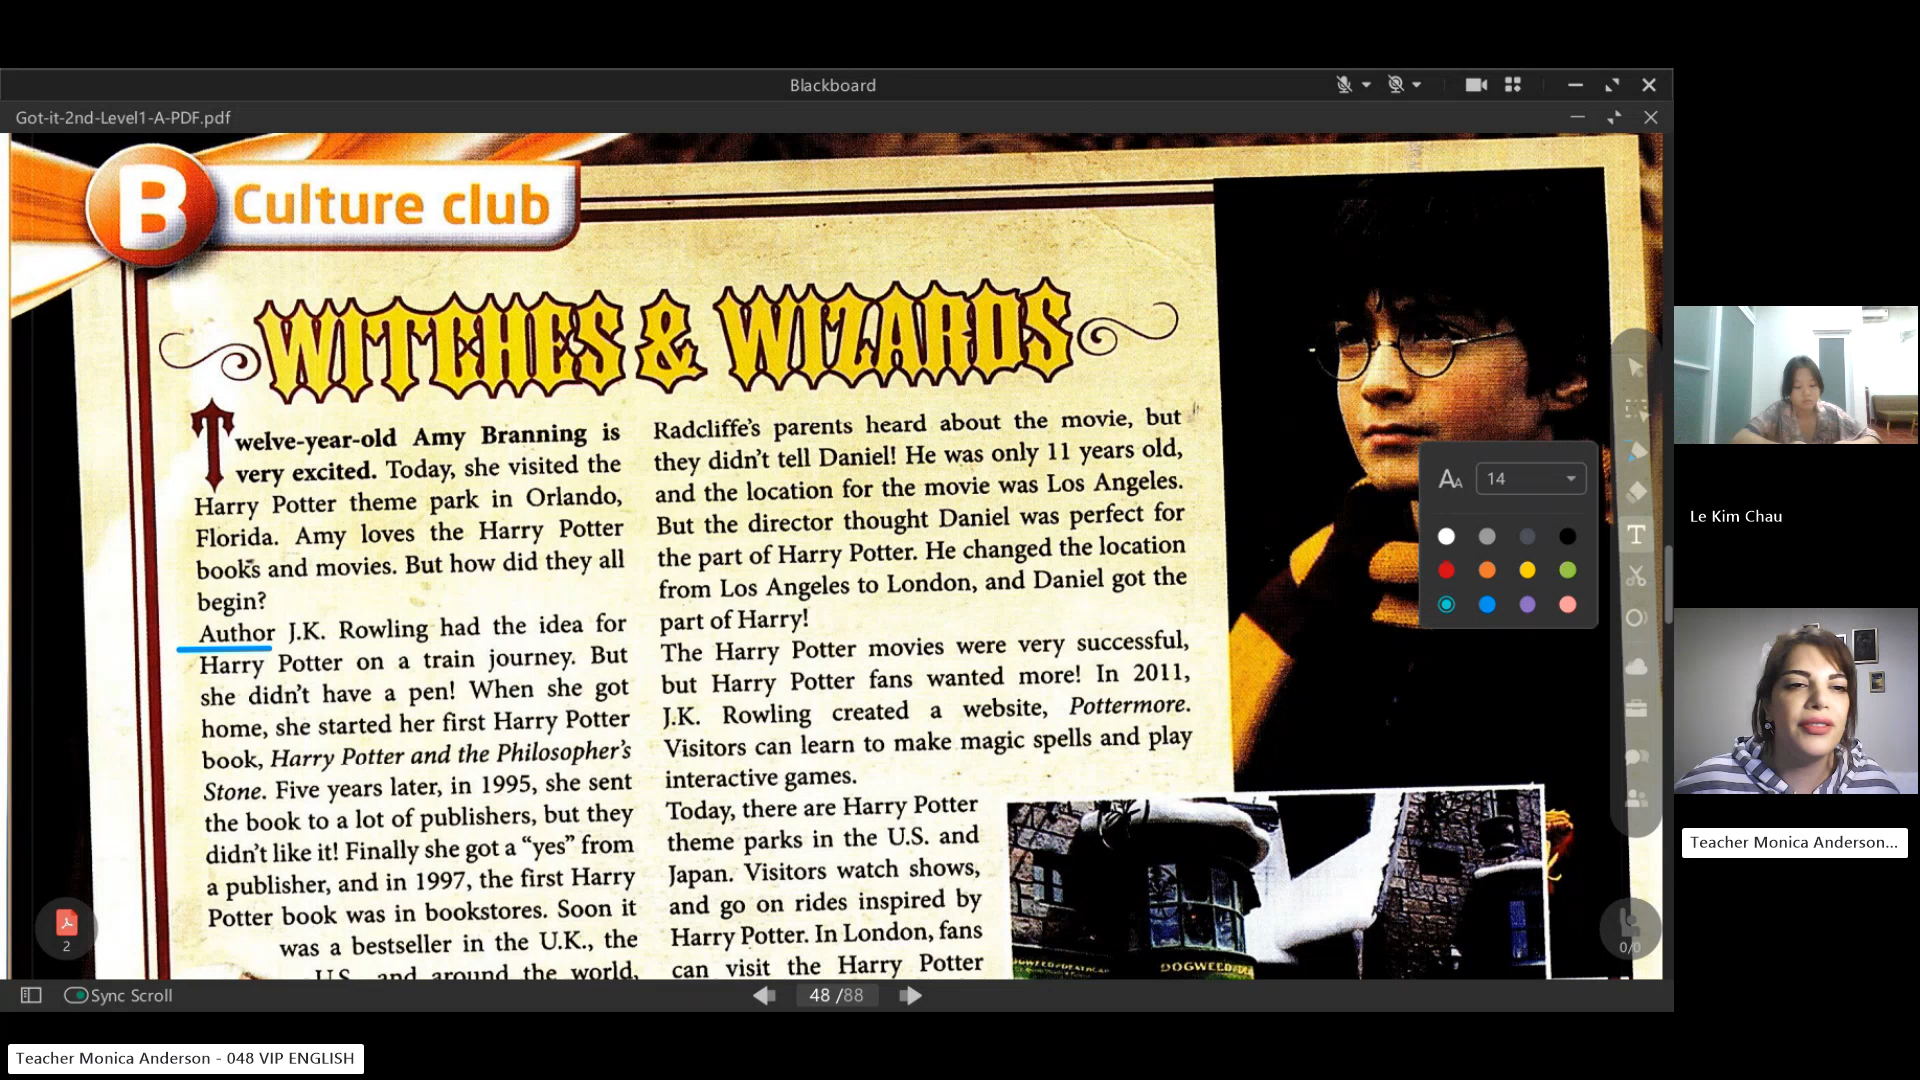 Blackboard
Got-it-2nd-Level1-A-PDF.pdf
B Culture club
WITCHES & WIZARDS
Twelve-year-old Amy Branning is
very excited. Today, she visited the
Harry Potter theme park in Orlando,
Florida. Amy loves the Harry Potter
books and movies. But how did they all
begin?
Author J.K. Rowling had the idea for
Harry Potter on a train journey. But
she didn't have a pen! When she got
home, she started her first Harry Potter
book, Harry Potter and the Philosopher's
Stone. Five years later, in 1995, she sent
the book to a lot of publishers, but they
didn't like it! Finally she got a “yes” from
a publisher, and in 1997, the first Harry
Potter book was in bookstores. Soon it
was a bestseller in the U.K., the
U.S., and around the world,
Radcliffe's parents heard about the movie, but
they didn't tell Daniel! He was only 11 years old,
and the location for the movie was Los Angeles.
But the director thought Daniel was perfect for
the part of Harry Potter. He changed the location
from Los Angeles to London, and Daniel got the
part of Harry!
The Harry Potter movies were very successful,
but Harry Potter fans wanted more! In 2011,
J.K. Rowling created a website, Pottermore.
Visitors can learn to make magic spells and play
interactive games.
Today, there are Harry Potter
theme parks in the U.S. and
Japan. Visitors watch shows,
and go on rides inspired by
Harry Potter. In London, fans
can visit the Harry Potter
AA 14
T
2
0/0
Sync Scroll
48 /88
Le Kim Chau
Teacher Monica Anderson...
Teacher Monica Anderson - 048 VIP ENGLISH